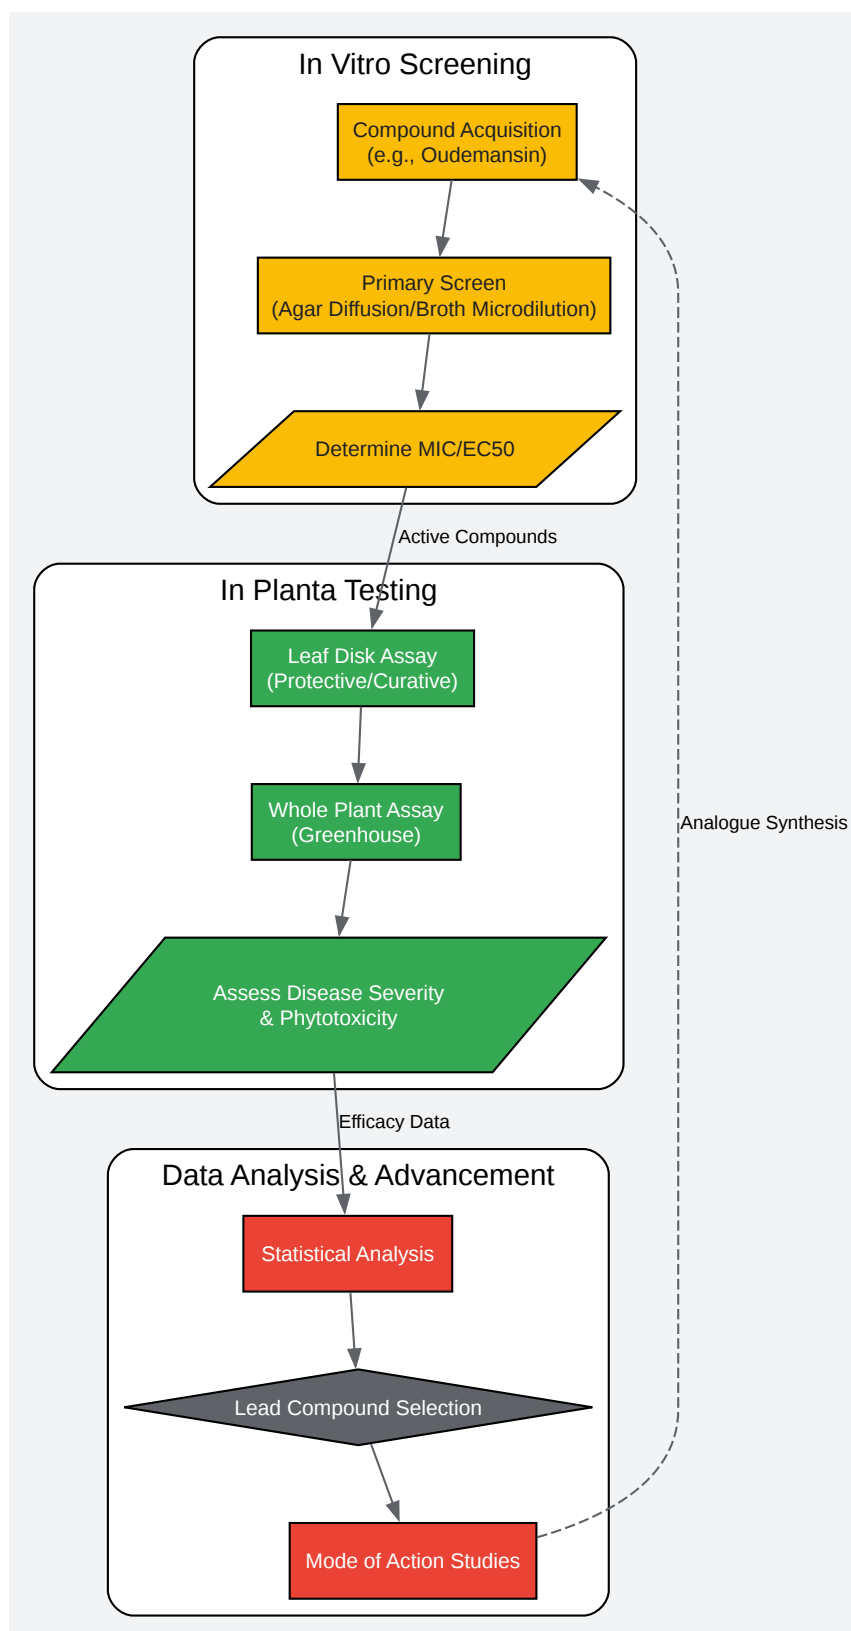 In Vitro Screening
Compound Acquisition
(e.g., Oudemansin)
Primary Screen
(Agar Diffusion/Broth Microdilution)
Determine MIC/EC50
Active Compounds
In Planta Testing
Leaf Disk Assay
(Protective/Curative)
Whole Plant Assay
(Greenhouse)
Analogue Synthesis
Assess Disease Severity
& Phytotoxicity
Efficacy Data
Data Analysis & Advancement
Statistical Analysis
Lead Compound Selection
Mode of Action Studies